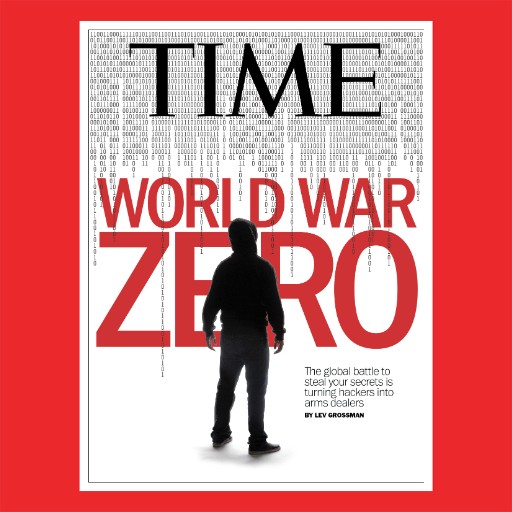 TIME
WORLD WAR
ZERO
The global battle to
steal your secrets is
turning hackers into
arms dealers
BY LEV GROSSMAN